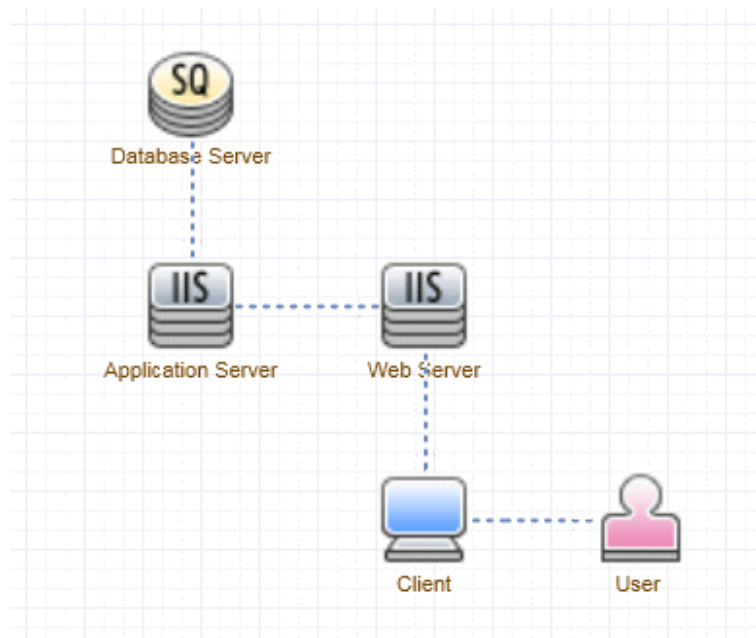 SQ
Database Server
IIS
IIS
Application Server
Web Server
Client
User